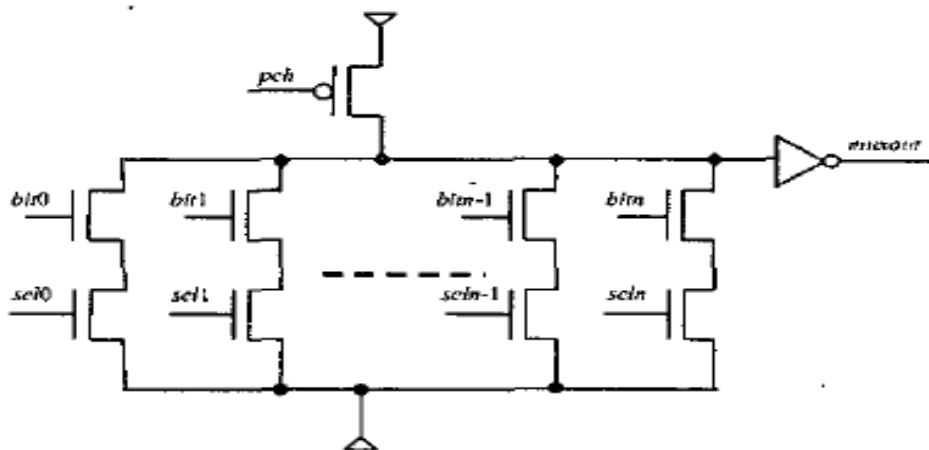 pch
muxout
bit0
bit1
bitn-1
bitn
sel0
sel1
seln-1
seln